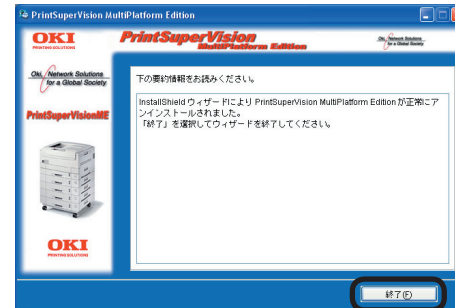 PrintSuperVision MultiPlatform Edition
OKI
PRINTING SOLUTIONS
PrintSuperVision
MultiPlatform Edition
Oki, Network Solutions
for a Global Society
Oki, Network Solutions
for a Global Society
PrintSuperVisionME
OKI
PRINTING SOLUTIONS
下の要約情報をお読みください。
InstallShield ウィザードにより PrintSuperVision MultiPlatform Edition が正常にア
ンインストールされました。
「終了」を選択してウィザードを終了してください。
終了(F)